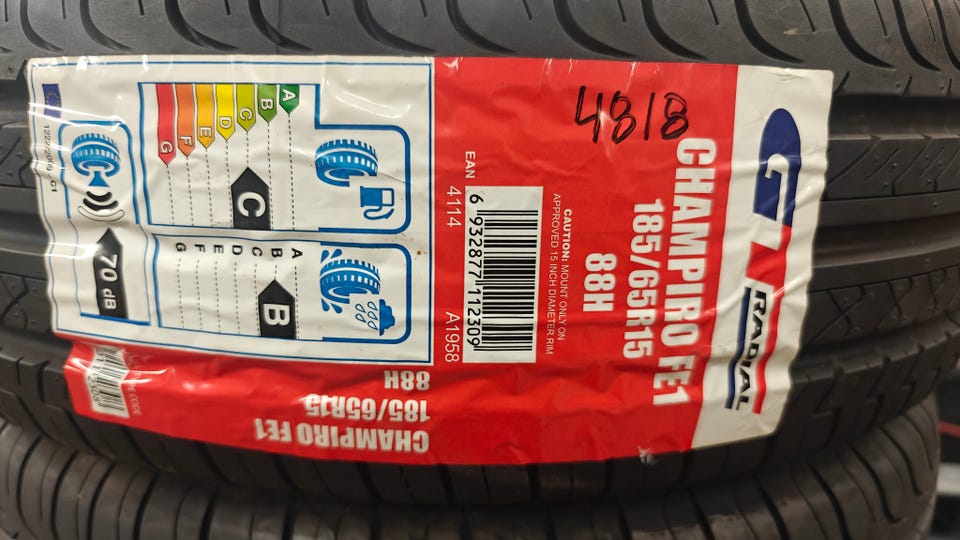 4818
GT RADIAL
CHAMPIRO FE1
185/65R15
88H
CAUTION: MOUNT ONLY ON
APPROVED 15 INCH DIAMETER RIM
6 932877 112309
EAN 4114 A1958
A
B
C
D
E
F
G
C
A
B
C
D
E
F
G
B
70 dB
CHAMPIRO FE1
185/65R15
88H